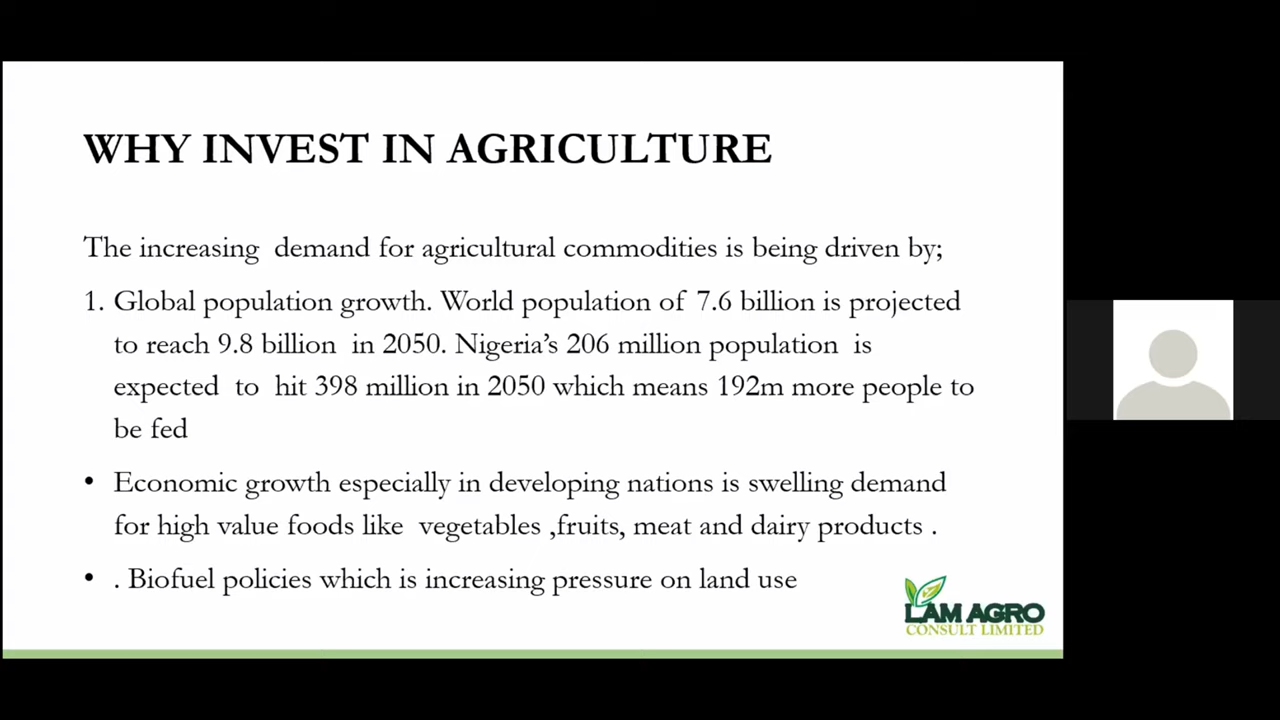 WHY INVEST IN AGRICULTURE
The increasing  demand for agricultural commodities is being driven by;
1. Global population growth. World population of 7.6 billion is projected
to reach 9.8 billion  in 2050. Nigeria’s 206 million population  is
expected  to  hit 398 million in 2050 which means 192m more people to
be fed
• Economic growth especially in developing nations is swelling demand
for high value foods like  vegetables ,fruits, meat and dairy products .
• . Biofuel policies which is increasing pressure on land use
LAM AGRO
CONSULT LIMITED